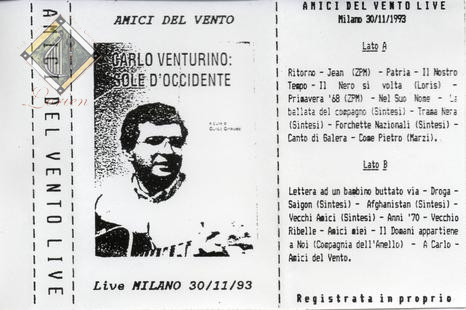 AMICI DEL VENTO LIVE
AMICI DEL VENTO
CARLO VENTURINO:
SOLE D'OCCIDENTE
A CURA DI
Live MILANO 30/11/93
AMICI DEL VENTO LIVE
Milano 30/11/1993
Lato A
Ritorno - Jean (ZPM) - Patria - Il Nostro
Tempo - Il Nero si volta (Loris) -
Primavera '68 (ZPM) - Nel Suo Nome - La
ballata del compagno (Sintesi) - Trama Nera
(Sintesi) - Forchette Nazionali (Sintesi) -
Canto di Galera - Come Pietro (Marzi).
Lato B
Lettera ad un bambino buttato via - Droga -
Saigon (Sintesi) - Afghanistan (Sintesi) -
Vecchi Amici (Sintesi) - Anni '70 - Vecchio
Ribelle - Amici miei - Il Domani appartiene
a Noi (Compagnia dell'Anello) - A Carlo -
Amici del Vento.
Registrata in proprio